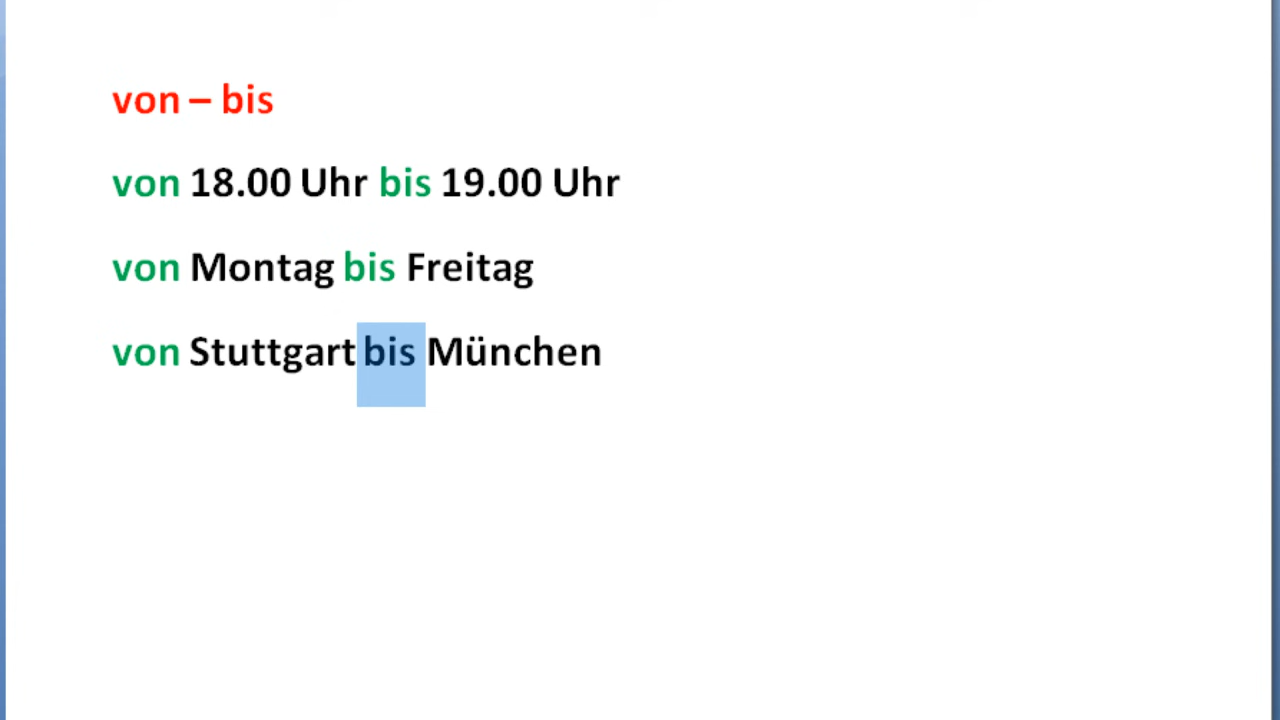 von – bis
von 18.00 Uhr bis 19.00 Uhr
von Montag bis Freitag
von Stuttgart bis München